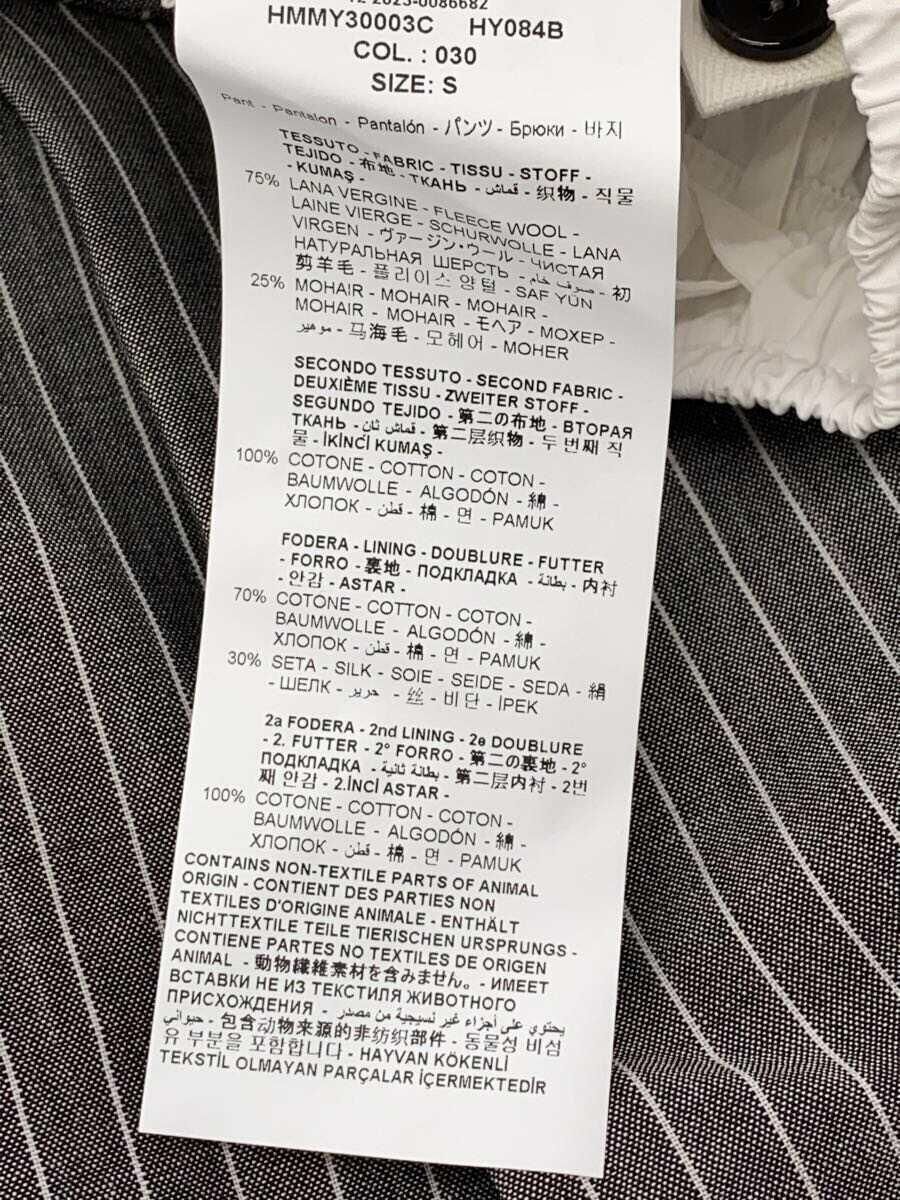 12 2023-0086682
HMMY30003C HY084B
COL. : 030
SIZE: S
Pant - Pantalon - Pantalón - パンツ - Брюки - 바지
TESSUTO - FABRIC - TISSU - STOFF -
TEJIDO - 布地 - ТКАНЬ - قماش - 织物 - 직물
- KUMAŞ -
75% LANA VERGINE - FLEECE WOOL -
LAINE VIERGE - SCHURWOLLE - LANA
VIRGEN - ヴァージン・ウール - ЧИСТАЯ
НАТУРАЛЬНАЯ ШЕРСТЬ - صوف خام - 初
剪羊毛 - 플리이스 양털 - SAF YÜN
25% MOHAIR - MOHAIR - MOHAIR -
MOHAIR - MOHAIR - モヘア - МОХЕР -
موهير - 马海毛 - 모헤어 - MOHER
SECONDO TESSUTO - SECOND FABRIC -
DEUXIÈME TISSU - ZWEITER STOFF -
SEGUNDO TEJIDO - 第二の布地 - ВТОРАЯ
ТКАНЬ - قماش ثان - 第二层织物 - 두 번째 직
물 - İKİNCİ KUMAŞ -
100% COTONE - COTTON - COTON -
BAUMWOLLE - ALGODÓN - 綿 -
ХЛОПОК - قطن - 棉 - 면 - PAMUK
FODERA - LINING - DOUBLURE - FUTTER
- FORRO - 裏地 - ПОДКЛАДКА - بطانة - 内衬
- 안감 - ASTAR -
70% COTONE - COTTON - COTON -
BAUMWOLLE - ALGODÓN - 綿 -
ХЛОПОК - قطن - 棉 - 면 - PAMUK
30% SETA - SILK - SOIE - SEIDE - SEDA - 絹
- ШЕЛК - حرير - 丝 - 비단 - İPEK
2a FODERA - 2nd LINING - 2e DOUBLURE
- 2. FUTTER - 2° FORRO - 第二の裏地 - 2°
ПОДКЛАДКА - بطانة ثانية - 第二层内衬 - 2번
째 안감 - 2.İNCİ ASTAR -
100% COTONE - COTTON - COTON -
BAUMWOLLE - ALGODÓN - 綿 -
ХЛОПОК - قطن - 棉 - 면 - PAMUK
CONTAINS NON-TEXTILE PARTS OF ANIMAL
ORIGIN - CONTIENT DES PARTIES NON
TEXTILES D'ORIGINE ANIMALE - ENTHÄLT
NICHTTEXTILE TEILE TIERISCHEN URSPRUNGS -
CONTIENE PARTES NO TEXTILES DE ORIGEN
ANIMAL - 動物繊維素材を含みません。 - ИМЕЕТ
ВСТАВКИ НЕ ИЗ ТЕКСТИЛЯ ЖИВОТНОГО
ПРИСХОЖДЕНИЯ - يحتوي على أجزاء غير نسيجية من مصدر
حيواني - 包含动物来源的非纺织部件 - 동물성 비섬
유 부분을 포함합니다 - HAYVAN KÖKENLİ
TEKSTİL OLMAYAN PARÇALAR İÇERMEKTEDİR